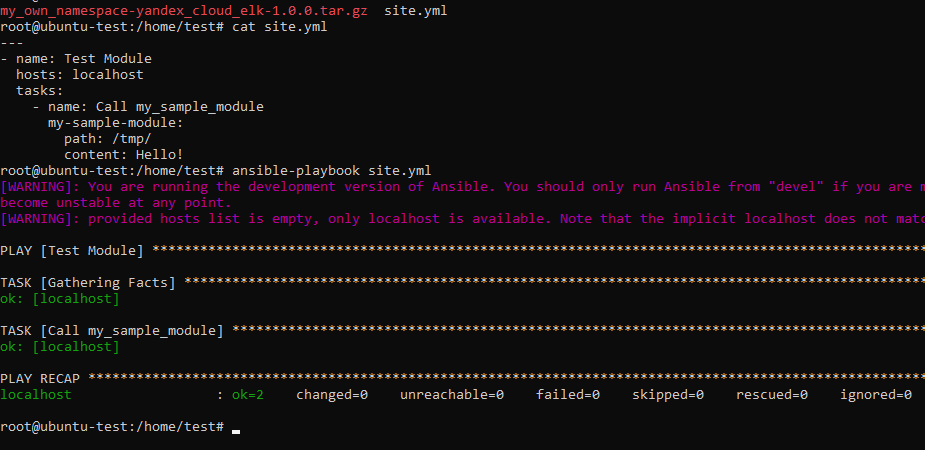 my_own_namespace-yandex_cloud_elk-1.0.0.tar.gz  site.yml
root@ubuntu-test:/home/test# cat site.yml
---
- name: Test Module
  hosts: localhost
  tasks:
    - name: Call my_sample_module
      my-sample-module:
        path: /tmp/
        content: Hello!
root@ubuntu-test:/home/test# ansible-playbook site.yml
[WARNING]: You are running the development version of Ansible. You should only run Ansible from "devel" if you are m
become unstable at any point.
[WARNING]: provided hosts list is empty, only localhost is available. Note that the implicit localhost does not matc

PLAY [Test Module] *************************************************************************************************

TASK [Gathering Facts] *********************************************************************************************
ok: [localhost]

TASK [Call my_sample_module] ***************************************************************************************
ok: [localhost]

PLAY RECAP *********************************************************************************************************
localhost                  : ok=2    changed=0    unreachable=0    failed=0    skipped=0    rescued=0    ignored=0

root@ubuntu-test:/home/test#